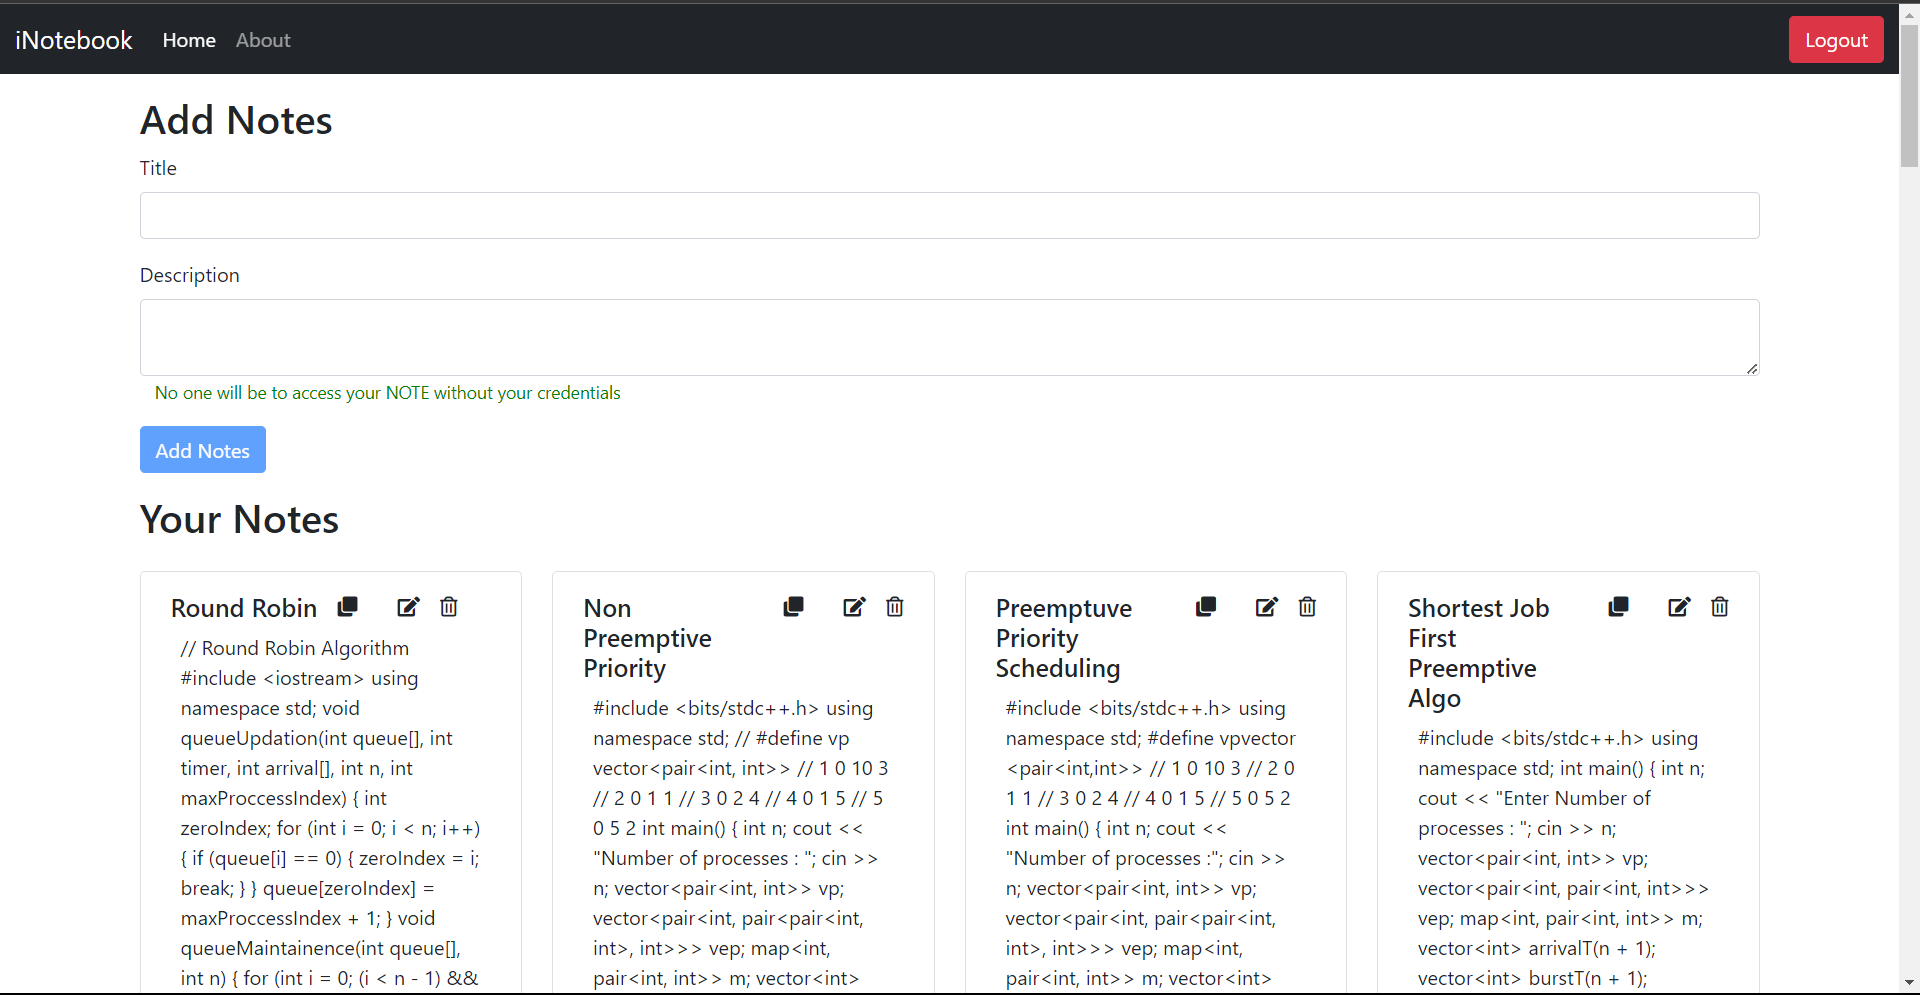 iNotebook Home About Logout
Add Notes
Title
Description
No one will be to access your NOTE without your credentials
Add Notes
Your Notes
Round Robin
// Round Robin Algorithm
#include <iostream> using
namespace std; void
queueUpdation(int queue[], int
timer, int arrival[], int n, int
maxProccessIndex) { int
zeroIndex; for (int i = 0; i < n; i++)
{ if (queue[i] == 0) { zeroIndex = i;
break; } } queue[zeroIndex] =
maxProccessIndex + 1; } void
queueMaintainence(int queue[],
int n) { for (int i = 0; (i < n - 1) &&
Non
Preemptive
Priority
#include <bits/stdc++.h> using
namespace std; // #define vp
vector<pair<int, int>> // 1 0 10 3
// 2 0 1 1 // 3 0 2 4 // 4 0 1 5 // 5
0 5 2 int main() { int n; cout <<
"Number of processes : "; cin >>
n; vector<pair<int, int>> vp;
vector<pair<int, pair<pair<int,
int>, int>>> vep; map<int,
pair<int, int>> m; vector<int>
Preemptuve
Priority
Scheduling
#include <bits/stdc++.h> using
namespace std; #define vpvector
<pair<int,int>> // 1 0 10 3 // 2 0
1 1 // 3 0 2 4 // 4 0 1 5 // 5 0 5 2
int main() { int n; cout <<
"Number of processes :"; cin >>
n; vector<pair<int, int>> vp;
vector<pair<int, pair<pair<int,
int>, int>>> vep; map<int,
pair<int, int>> m; vector<int>
Shortest Job
First
Preemptive
Algo
#include <bits/stdc++.h> using
namespace std; int main() { int n;
cout << "Enter Number of
processes : "; cin >> n;
vector<pair<int, int>> vp;
vector<pair<int, pair<int, int>>>
vep; map<int, pair<int, int>> m;
vector<int> arrivalT(n + 1);
vector<int> burstT(n + 1);